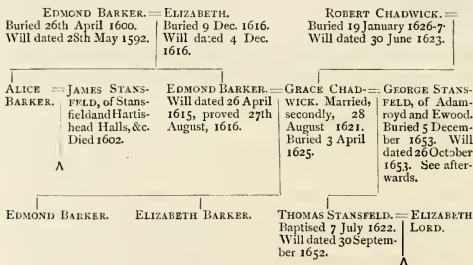 EDMOND BARKER. = ELIZABETH.
Buried 26th April 1600. Buried 9 Dec. 1616.
Will dated 28th May 1592. Will dated 4 Dec.
1616.
ROBERT CHADWICK. =
Buried 19 January 1626-7.
Will dated 30 June 1623.
ALICE = JAMES STANS-
BARKER. FELD, of Stans-
field and Hartis-
head Halls, &c.
Died 1602.
EDMOND BARKER. =
Will dated 26 April
1615, proved 27th
August, 1616.
GRACE CHAD-
WICK. Married,
secondly, 28
August 1621.
Buried 3 April
1625.
= GEORGE STANS-
FELD, of Adam-
royd and Ewood.
Buried 5 Decem-
ber 1653. Will
dated 26 October
1653. See after-
wards.
EDMOND BARKER.
ELIZABETH BARKER.
THOMAS STANSFELD. = ELIZABETH
Baptised 7 July 1622. LORD.
Will dated 30 Septem-
ber 1652.